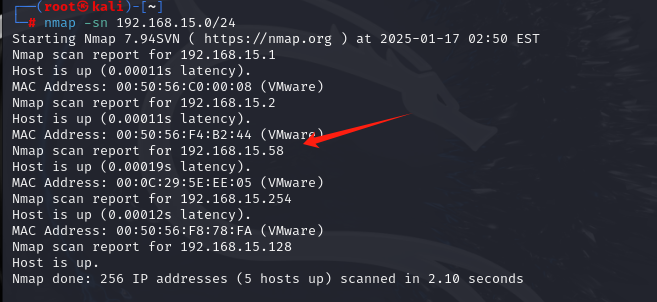 ┌──(root㉿kali)-[~]
└─# nmap -sn 192.168.15.0/24
Starting Nmap 7.94SVN ( https://nmap.org ) at 2025-01-17 02:50 EST
Nmap scan report for 192.168.15.1
Host is up (0.00011s latency).
MAC Address: 00:50:56:C0:00:08 (VMware)
Nmap scan report for 192.168.15.2
Host is up (0.00011s latency).
MAC Address: 00:50:56:F4:B2:44 (VMware)
Nmap scan report for 192.168.15.58
Host is up (0.00019s latency).
MAC Address: 00:0C:29:5E:EE:05 (VMware)
Nmap scan report for 192.168.15.254
Host is up (0.00012s latency).
MAC Address: 00:50:56:F8:78:FA (VMware)
Nmap scan report for 192.168.15.128
Host is up.
Nmap done: 256 IP addresses (5 hosts up) scanned in 2.10 seconds